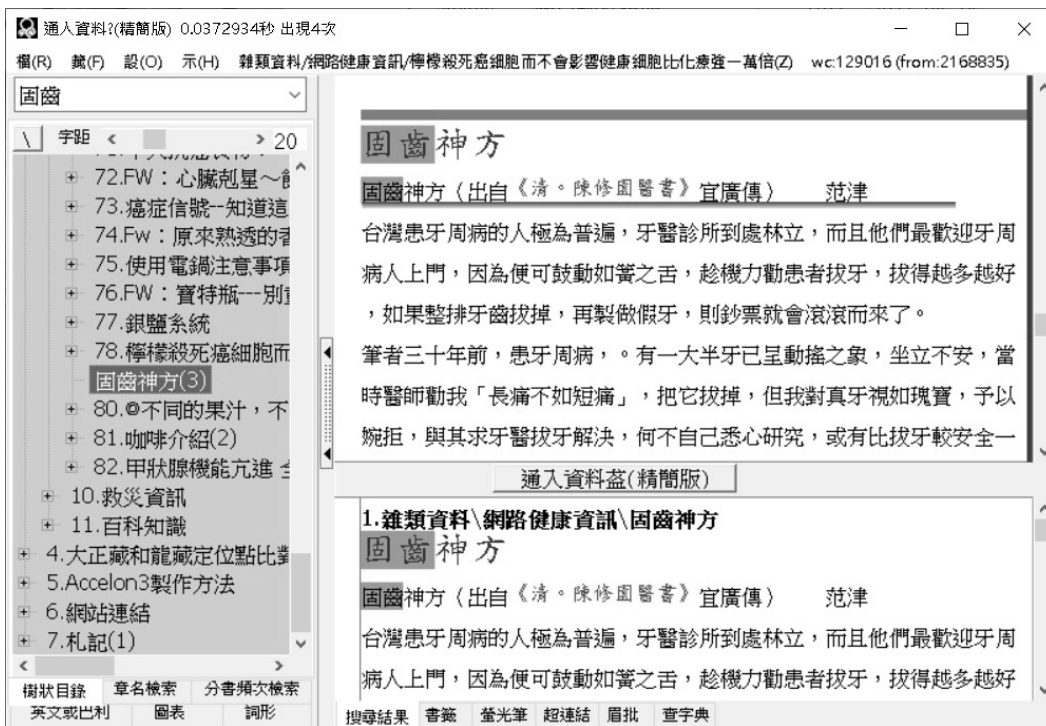 通入資料?(精簡版) 0.0372934秒 出現4次
檔(R) 藏(F) 設(O) 示(H) 雜類資料/網路健康資訊/檸檬殺死癌細胞而不會影響健康細胞比化療強一萬倍(Z) wc:129016 (from:2168835)
固齒
\ 字距 < > 20
72.FW：心臟剋星～
73.癌症信號--知道這
74.Fw：原來熟透的
75.使用電鍋注意事項
76.FW：寶特瓶---別
77.銀鹽系統
78.檸檬殺死癌細胞而
固齒神方(3)
80.@不同的果汁，不
81.咖啡介紹(2)
82.甲狀腺機能亢進
10.救災資訊
11.百科知識
4.大正藏和龍藏定位點比對
5.Accelon3製作方法
6.網站連結
7.札記(1)
樹狀目錄 章名檢索 分書頻次檢索
英文或巴利 圖表 詞形
固齒神方
固齒神方（出自《清。陳修園醫書》宜廣傳） 范津
台灣患牙周病的人極為普遍，牙醫診所到處林立，而且他們最歡迎牙周
病人上門，因為便可鼓動如簧之舌，趁機力勸患者拔牙，拔得越多越好
，如果整排牙齒拔掉，再製做假牙，則鈔票就會滾滾而來了。
筆者三十年前，患牙周病，。有一大半牙已呈動搖之象，坐立不安，當
時醫師勸我「長痛不如短痛」，把它拔掉，但我對真牙視如瑰寶，予以
婉拒，與其求牙醫拔牙解決，何不自己悉心研究，或有比拔牙較安全一
通入資料盃(精簡版)
1.雜類資料\網路健康資訊\固齒神方
固齒神方
固齒神方（出自《清。陳修園醫書》宜廣傳） 范津
台灣患牙周病的人極為普遍，牙醫診所到處林立，而且他們最歡迎牙周
病人上門，因為便可鼓動如簧之舌，趁機力勸患者拔牙，拔得越多越好
搜尋結果 書籤 螢光筆 超連結 眉批 查字典